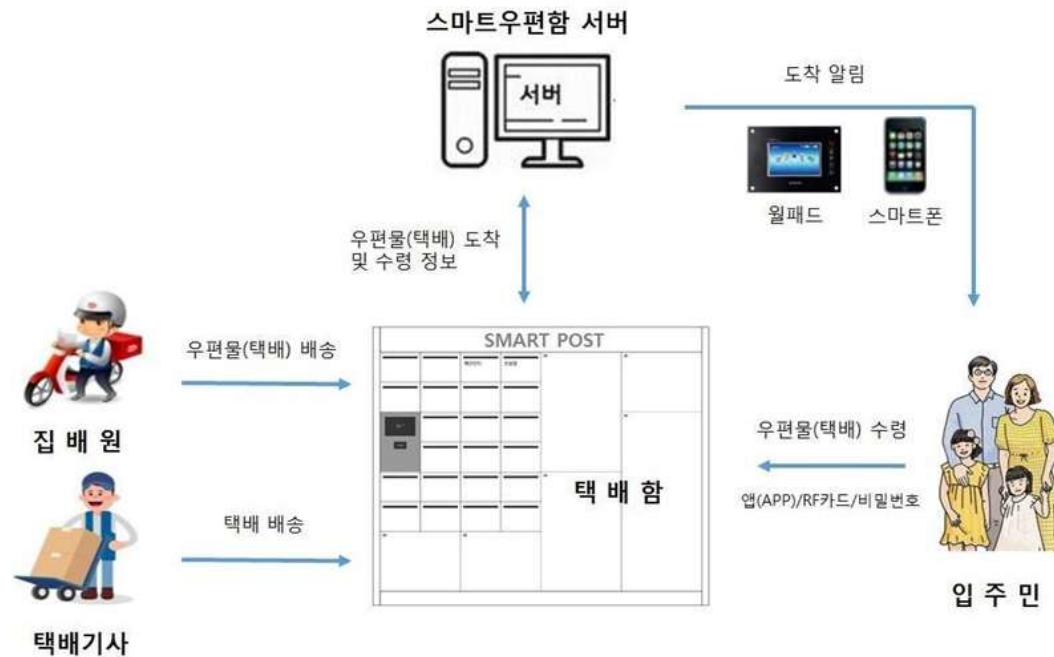 스마트우편함 서버
서버
도착 알림
월패드
스마트폰
우편물(택배) 도착
및 수령 정보
SMART POST
우편물(택배) 배송
집 배 원
택 배 함
우편물(택배) 수령
앱(APP)/RF카드/비밀번호
택배 배송
입 주 민
택배기사